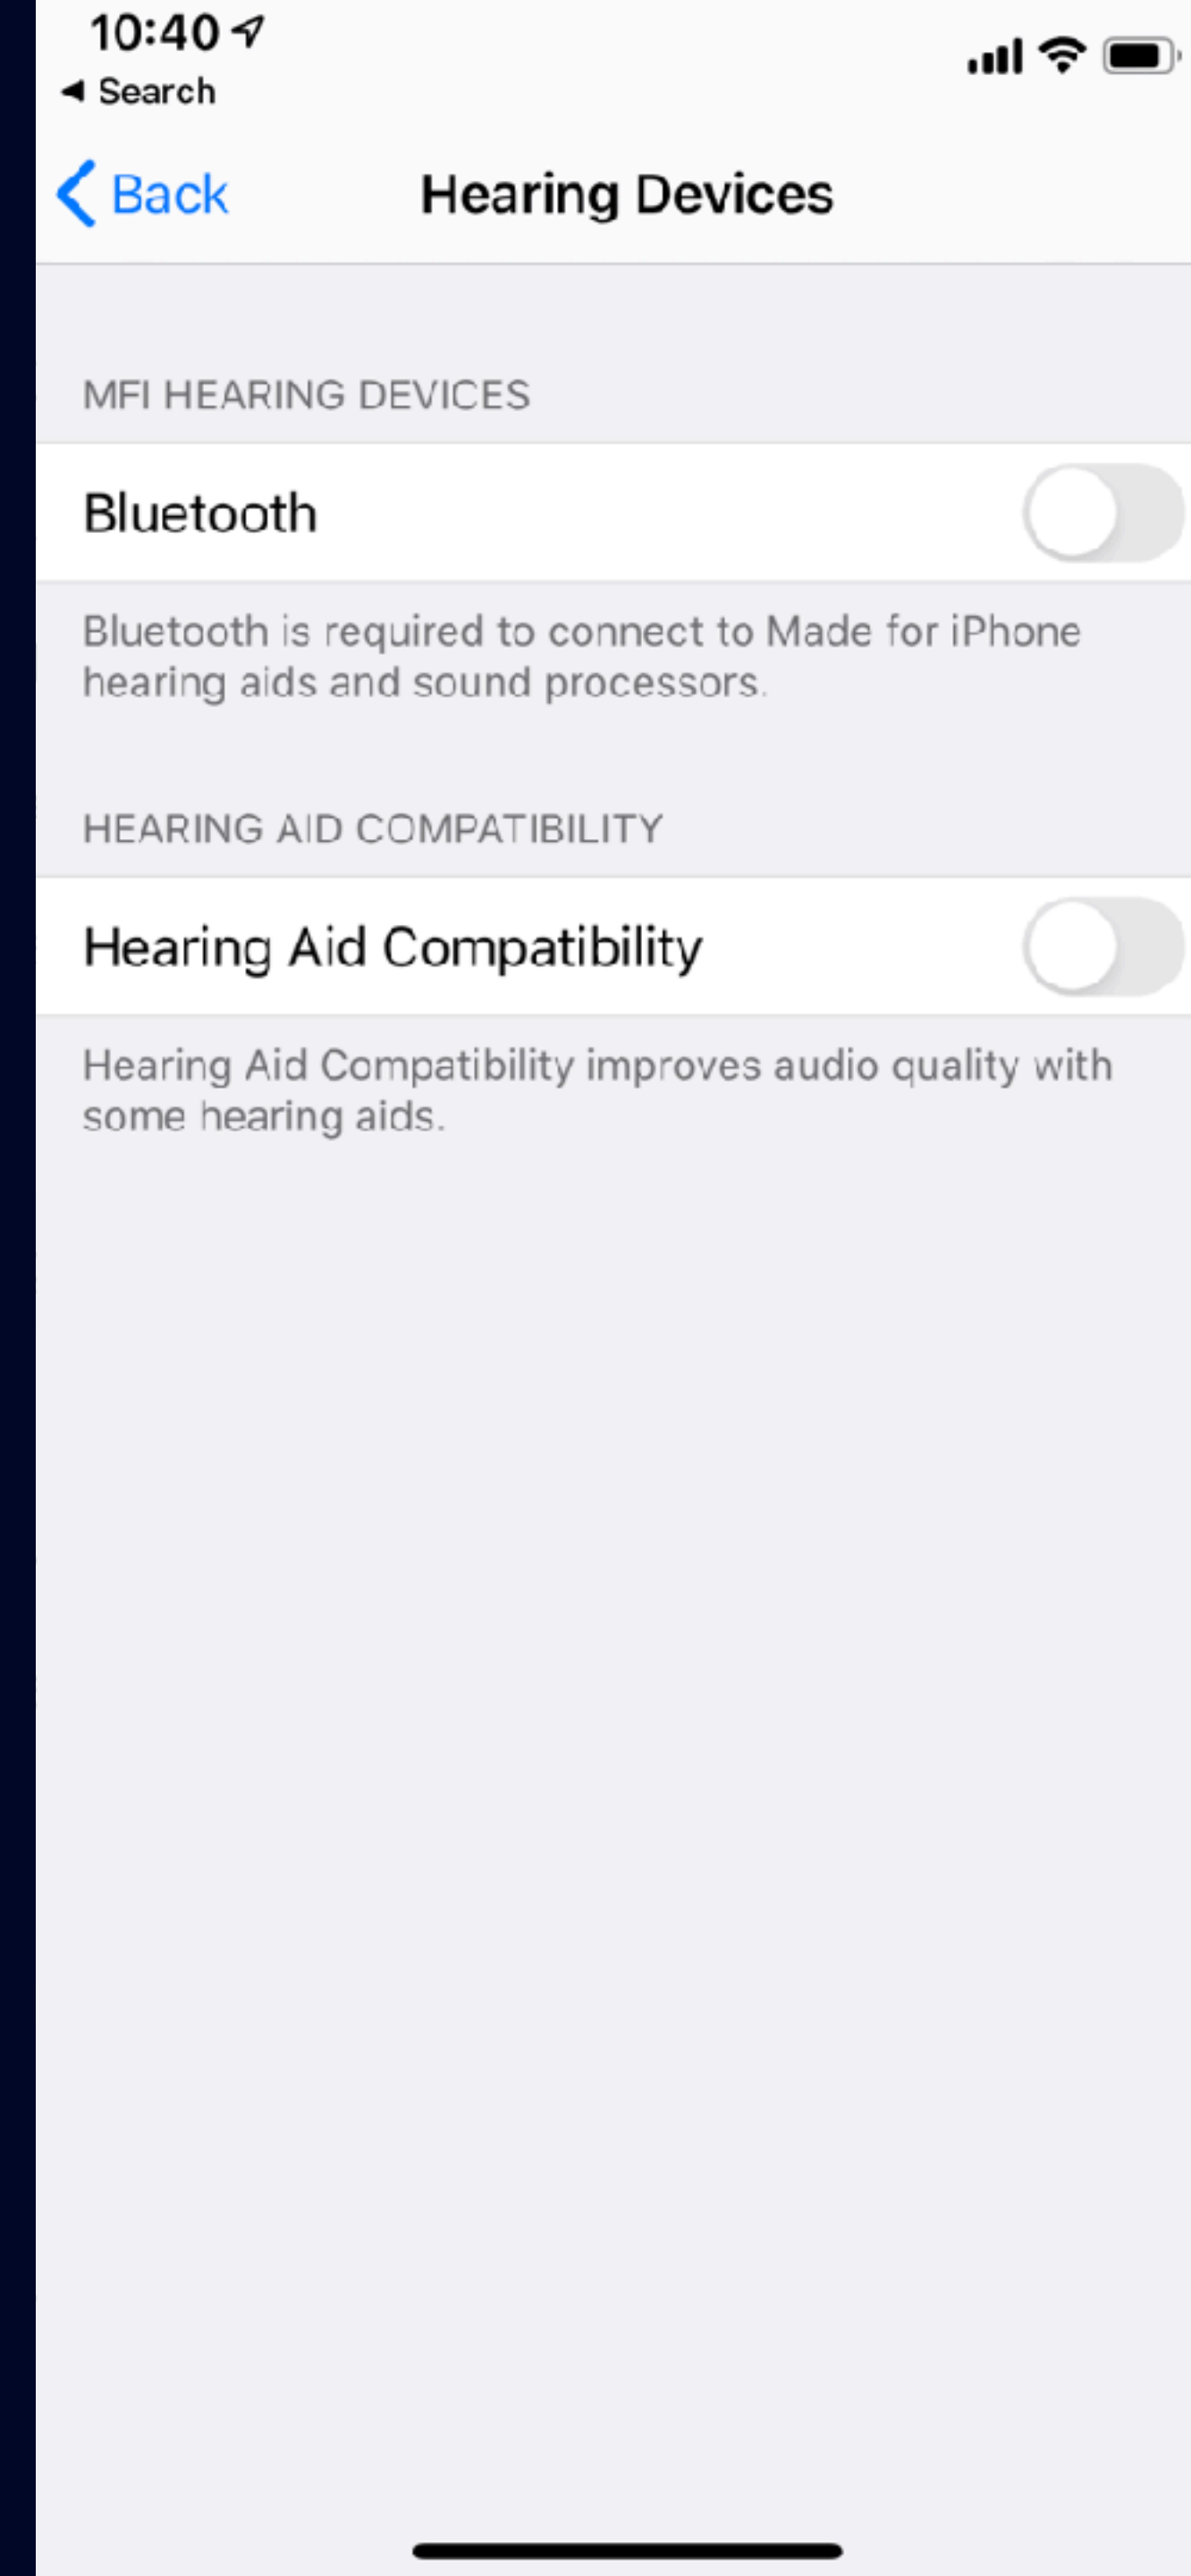 10:40
Search
Back
Hearing Devices
MFI HEARING DEVICES
Bluetooth
Bluetooth is required to connect to Made for iPhone
hearing aids and sound processors.
HEARING AID COMPATIBILITY
Hearing Aid Compatibility
Hearing Aid Compatibility improves audio quality with
some hearing aids.